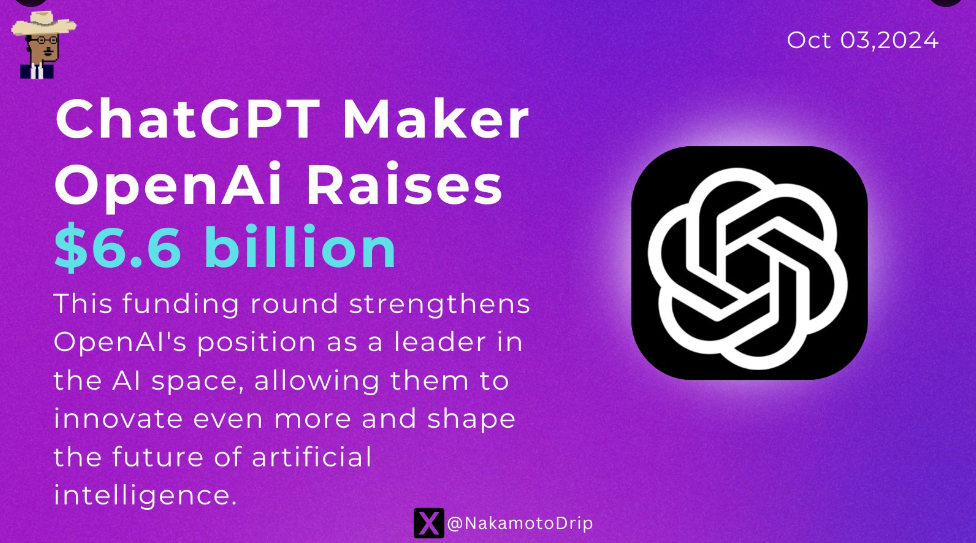 Oct 03,2024
ChatGPT Maker
OpenAi Raises
$6.6 billion
This funding round strengthens
OpenAI's position as a leader in
the AI space, allowing them to
innovate even more and shape
the future of artificial
intelligence.
X @NakamotoDrip